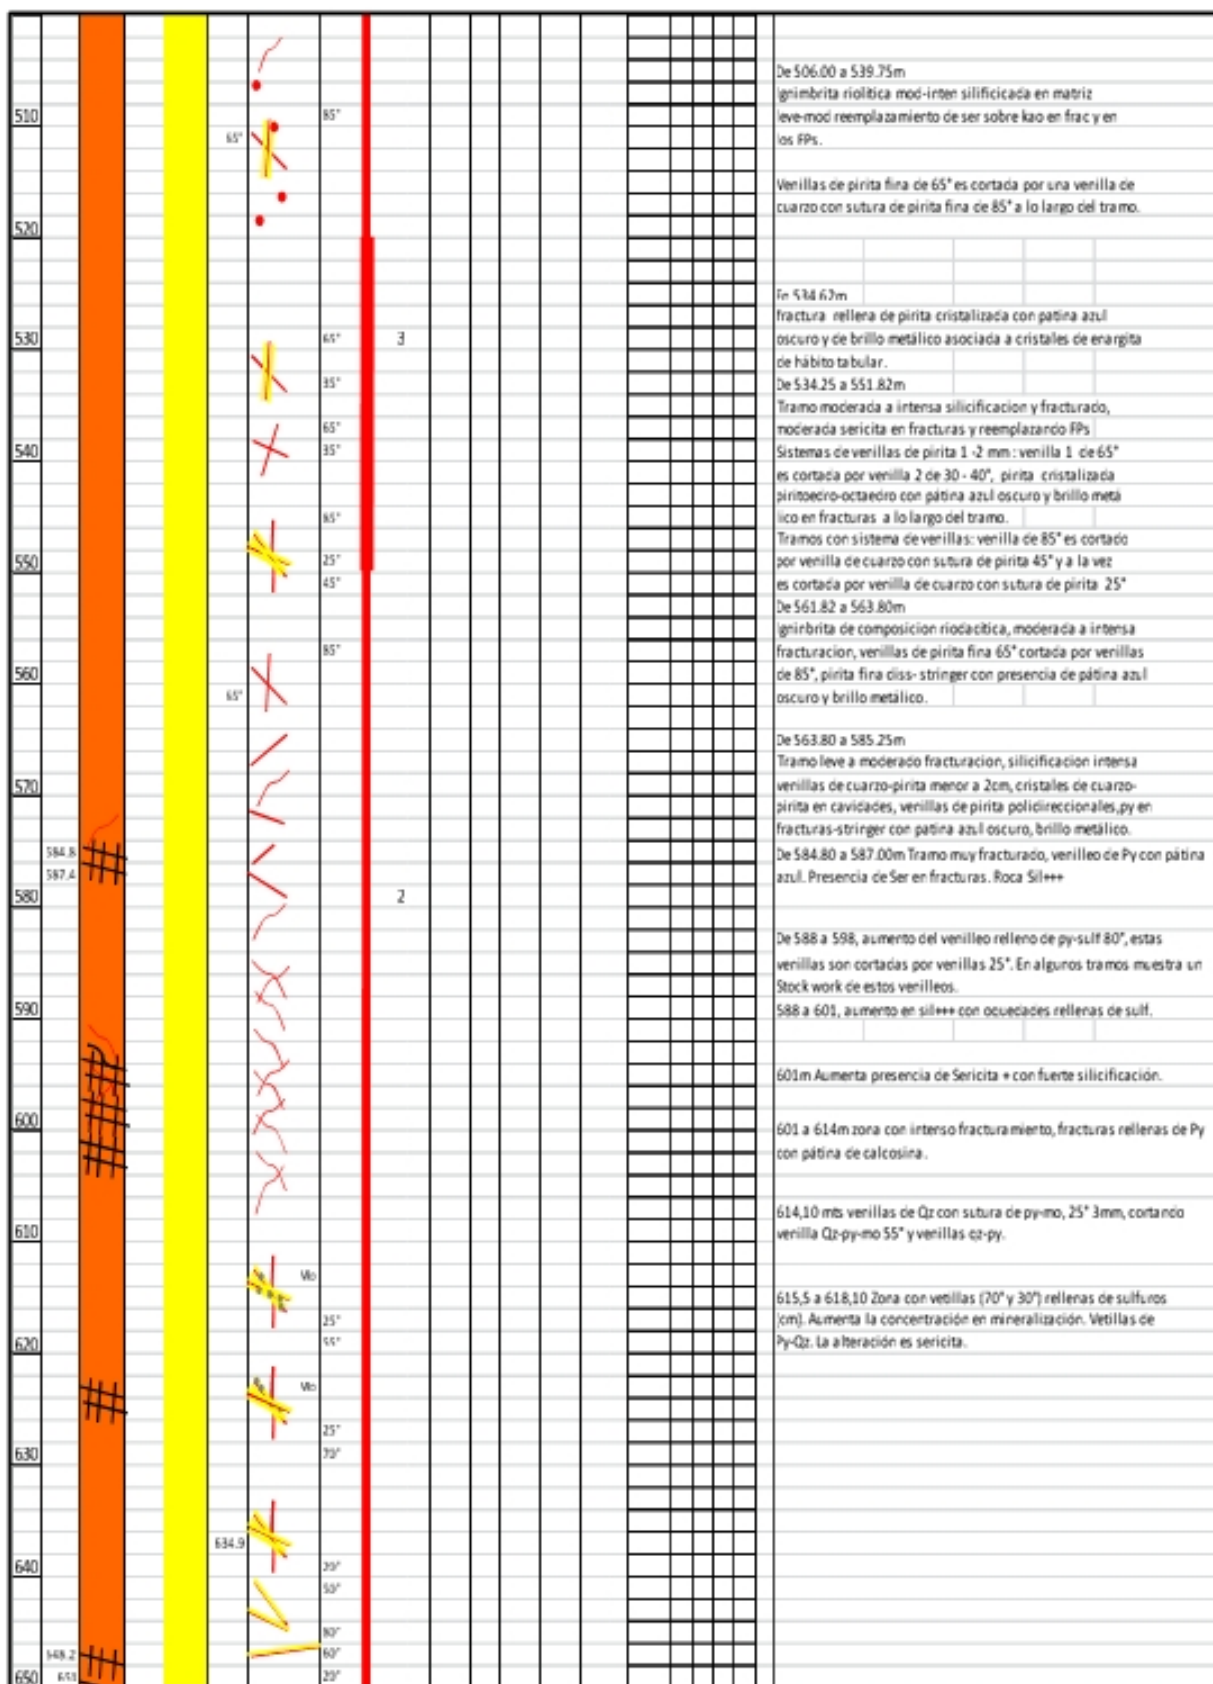 De 506.00 a 539.75m
Ignimbrita riolítica mod-inten silificicada en matriz
510
85°
leve-mod reemplazamiento de ser sobre kao en frac y en
65°
los FPs.
Venillas de pirita fina de 65° es cortada por una venilla de
cuarzo con sutura de pirita fina de 85° a lo largo del tramo.
520
En 534.62m
fractura rellena de pirita cristalizada con patina azul
530
65°
3
oscuro y de brillo metálico asociada a cristales de enargita
de hábito tabular.
35°
De 534.25 a 551.82m
Tramo moderada a intensa silicificacion y fracturado,
65°
moderada sericita en fracturas y reemplazando FPs
540
35°
Sistemas de venillas de pirita 1 -2 mm : venilla 1 de 65°
es cortada por venilla 2 de 30 - 40°, pirita cristalizada
piritoedro-octaedro con pátina azul oscuro y brillo metá
85°
lico en fracturas a lo largo del tramo.
Tramos con sistema de venillas: venilla de 85° es cortado
550
25°
por venilla de cuarzo con sutura de pirita 45° y a la vez
45°
es cortada por venilla de cuarzo con sutura de pirita 25°
De 561.82 a 563.80m
Igninbrita de composicion riodacítica, moderada a intensa
85°
fracturacion, venillas de pirita fina 65° cortada por venillas
560
de 85°, pirita fina diss- stringer con presencia de pátina azul
65°
oscuro y brillo metálico.
De 563.80 a 585.25m
Tramo leve a moderado fracturacion, silicificacion intensa
570
venillas de cuarzo-pirita menor a 2cm, cristales de cuarzo-
pirita en cavidades, venillas de pirita polidireccionales,py en
fracturas-stringer con patina azul oscuro, brillo metálico.
584.8
De 584.80 a 587.00m Tramo muy fracturado, venilleo de Py con pátina
587.4
azul. Presencia de Ser en fracturas. Roca Sil+++
580
2
De 588 a 598, aumento del venilleo relleno de py-sulf 80°, estas
venillas son cortadas por venillas 25°. En algunos tramos muestra un
Stock work de estos venilleos.
590
588 a 601, aumento en sil+++ con oquedades rellenas de sulf.
601m Aumenta presencia de Sericita + con fuerte silicificación.
600
601 a 614m zona con intenso fracturamiento, fracturas rellenas de Py
con pátina de calcosina.
614,10 mts venillas de Qz con sutura de py-mo, 25° 3mm, cortando
610
venilla Qz-py-mo 55° y venillas qz-py.
Mo
615,5 a 618,10 Zona con vetillas (70° y 30°) rellenas de sulfuros
25°
(cm). Aumenta la concentración en mineralización. Vetillas de
620
55°
Py-Qz. La alteración es sericita.
Mo
25°
630
70°
634.9
640
20°
50°
80°
648.2
60°
650
651
20°